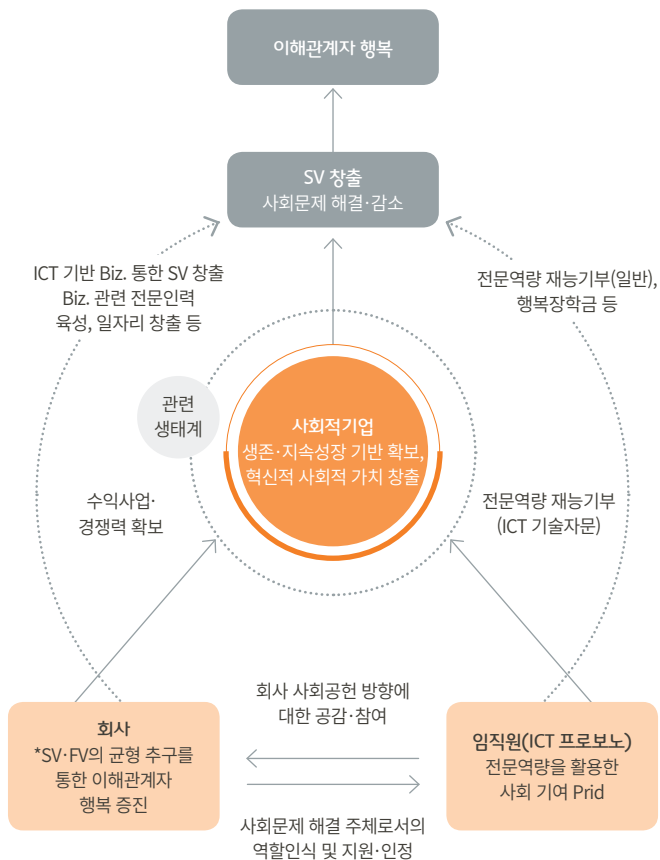 이해관계자 행복
SV 창출
사회문제 해결·감소
ICT 기반 Biz. 통한 SV 창출
Biz. 관련 전문인력
육성, 일자리 창출 등
전문역량 재능기부(일반),
행복장학금 등
관련
생태계
사회적기업
생존·지속성장 기반 확보,
혁신적 사회적 가치 창출
수익사업·
경쟁력 확보
전문역량 재능기부
(ICT 기술자문)
회사 사회공헌 방향에
대한 공감·참여
회사
*SV·FV의 균형 추구를
통한 이해관계자
행복 증진
임직원(ICT 프로보노)
전문역량을 활용한
사회 기여 Prid
사회문제 해결 주체로서의
역할인식 및 지원·인정